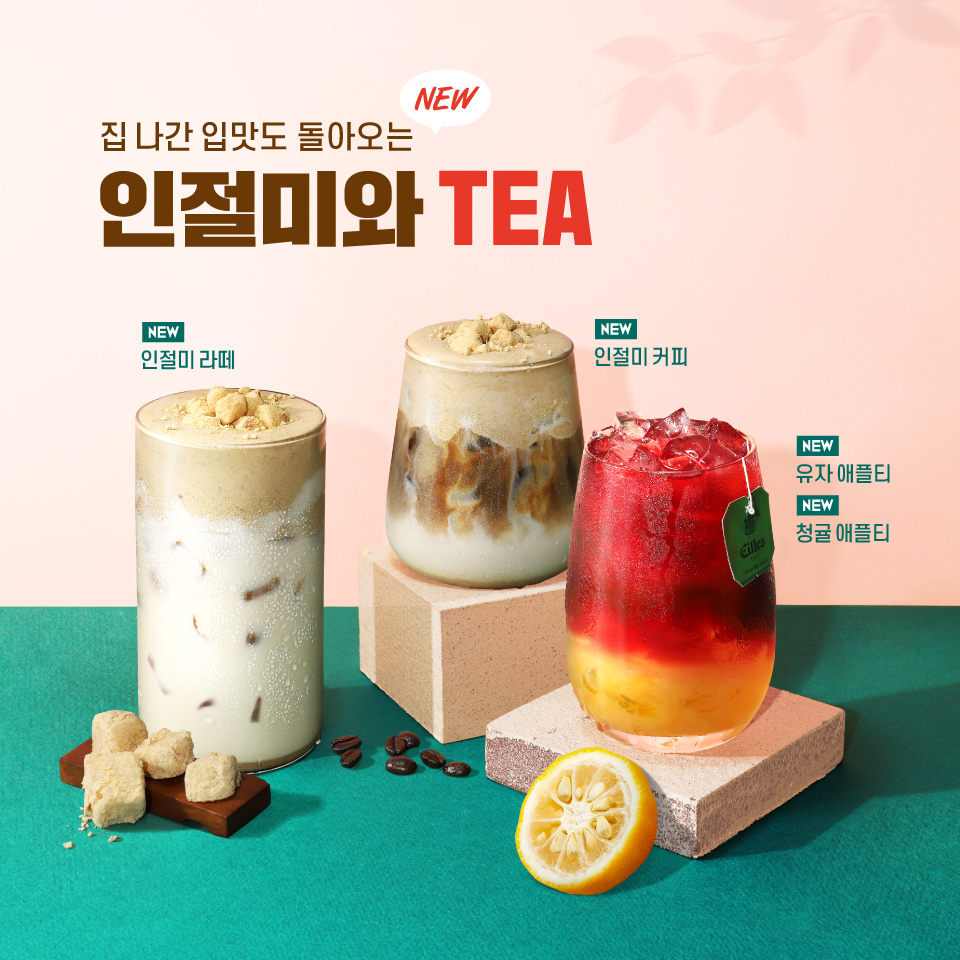 NEW
집 나간 입맛도 돌아오는
인절미와 TEA
NEW
인절미 라떼
NEW
인절미 커피
NEW
유자 애플티
NEW
청귤 애플티
Eilles